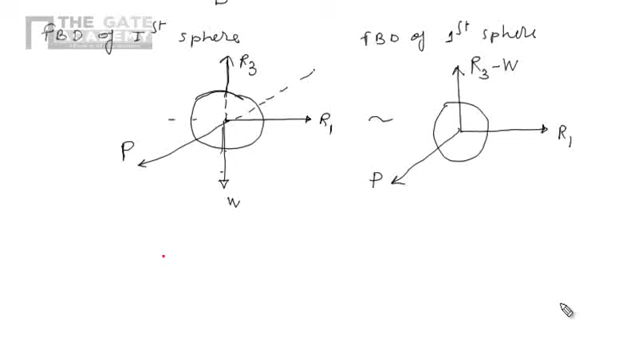 THE GATE
ACADEMY
FBD of Ist sphere
FBD of 1st sphere
R3
R3-W
R1
~
R1
P
P
W